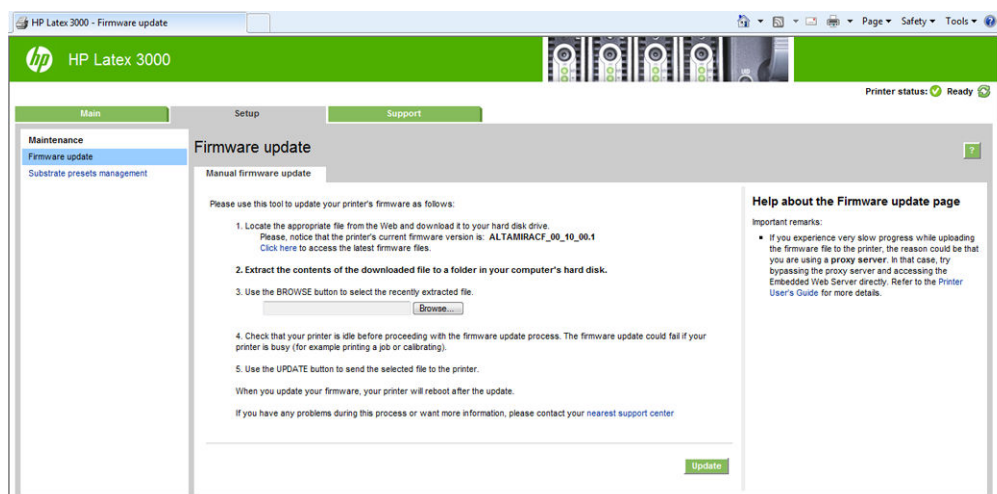 HP Latex 3000 - Firmware update
Page Safety Tools
hp HP Latex 3000
Printer status: Ready
Main Setup Support
Maintenance
Firmware update
Substrate presets management
Firmware update
?
Manual firmware update
Please use this tool to update your printer's firmware as follows:
1. Locate the appropriate file from the Web and download it to your hard disk drive.
Please, notice that the printer's current firmware version is: ALTAMIRACF_00_10_00.1
Click here to access the latest firmware files.
2. Extract the contents of the downloaded file to a folder in your computer's hard disk.
3. Use the BROWSE button to select the recently extracted file.
Browse...
4. Check that your printer is idle before proceeding with the firmware update process. The firmware update could fail if your
printer is busy (for example printing a job or calibrating).
5. Use the UPDATE button to send the selected file to the printer.
When you update your firmware, your printer will reboot after the update.
If you have any problems during this process or want more information, please contact your nearest support center
Update
Help about the Firmware update page
Important remarks:
If you experience very slow progress while uploading
the firmware file to the printer, the reason could be that
you are using a proxy server. In that case, try
bypassing the proxy server and accessing the
Embedded Web Server directly. Refer to the Printer
User's Guide for more details.